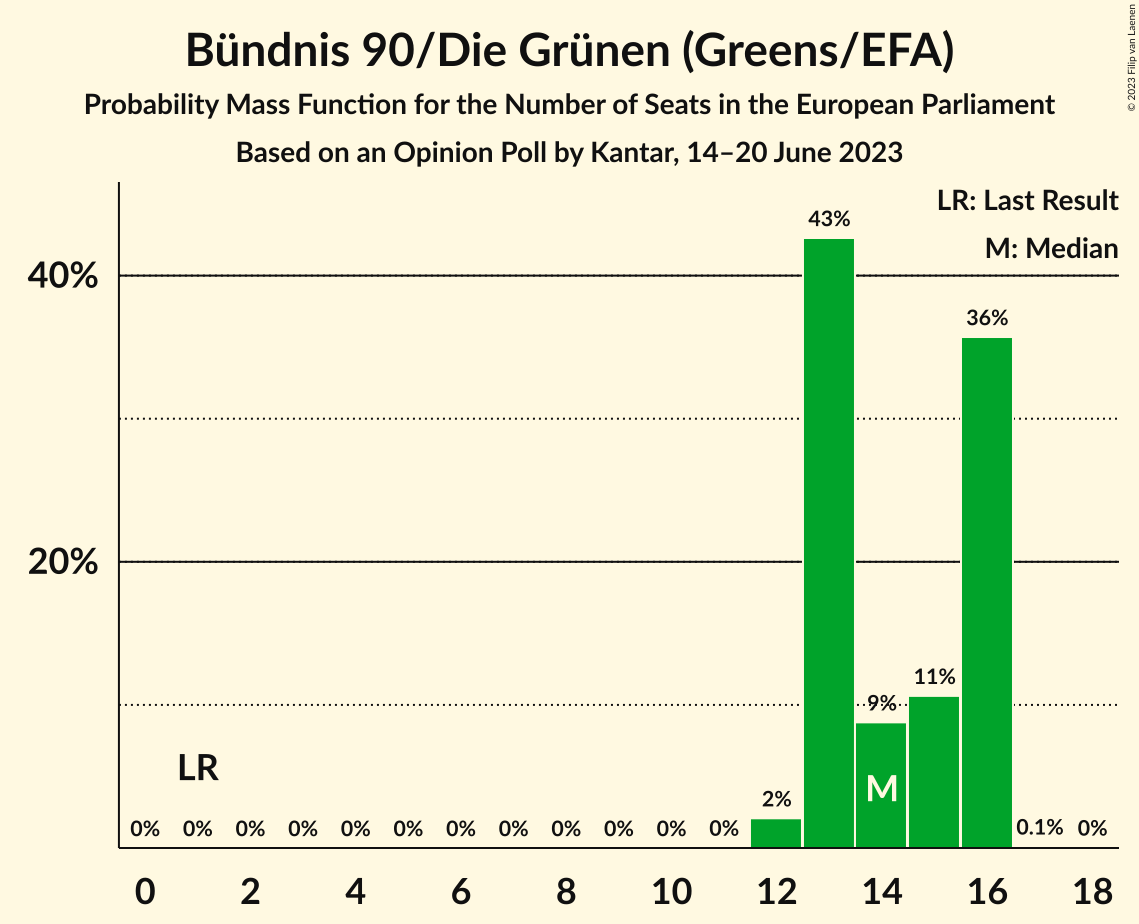 Bündnis 90/Die Grünen (Greens/EFA)
Probability Mass Function for the Number of Seats in the European Parliament
Based on an Opinion Poll by Kantar, 14–20 June 2023
© 2023 Filip van Laenen
LR: Last Result
M: Median
43%
40%
36%
20%
11%
9%
LR
M
2%
0% 0% 0% 0% 0% 0% 0% 0% 0% 0% 0% 0% 0.1% 0%
0 2 4 6 8 10 12 14 16 18